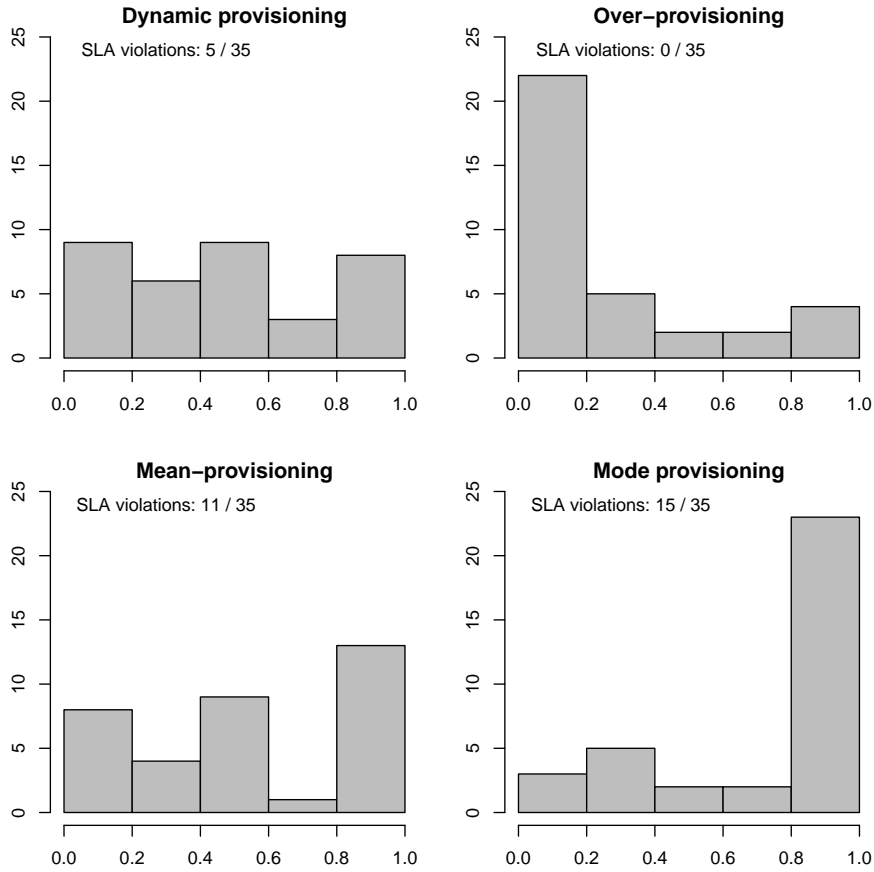 Dynamic provisioning
SLA violations: 5 / 35
25
20
15
10
5
0
0.0 0.2 0.4 0.6 0.8 1.0
Over−provisioning
SLA violations: 0 / 35
25
20
15
10
5
0
0.0 0.2 0.4 0.6 0.8 1.0
Mean−provisioning
SLA violations: 11 / 35
25
20
15
10
5
0
0.0 0.2 0.4 0.6 0.8 1.0
Mode provisioning
SLA violations: 15 / 35
25
20
15
10
5
0
0.0 0.2 0.4 0.6 0.8 1.0